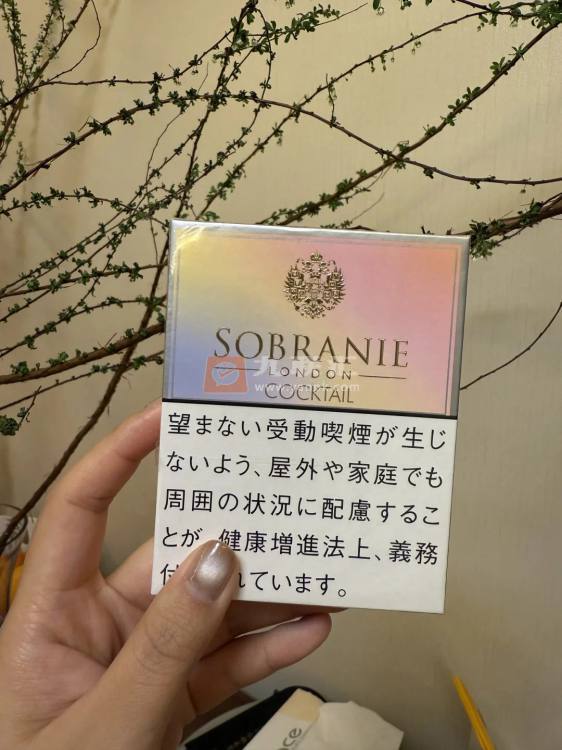 SOBRANIE
LONDON
COCKTAIL
www.
望まない受動喫煙が生じ
ないよう、屋外や家庭でも
周囲の状況に配慮するこ
とが、健康増進法上、義務
れています。